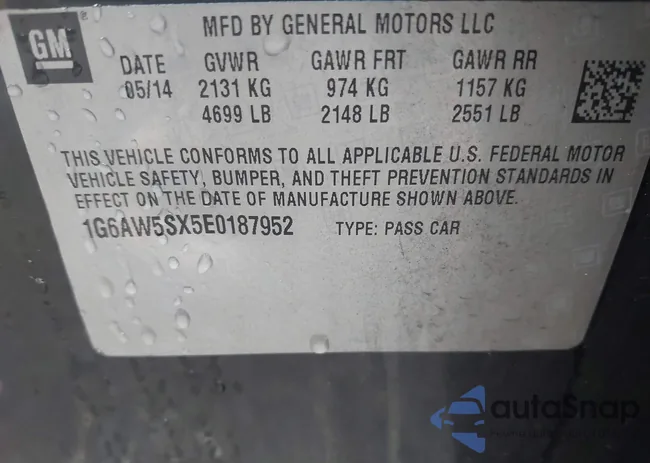 GM
MFD BY GENERAL MOTORS LLC
DATE GVWR GAWR FRT GAWR RR
05/14 2131 KG 974 KG 1157 KG
4699 LB 2148 LB 2551 LB
THIS VEHICLE CONFORMS TO ALL APPLICABLE U.S. FEDERAL MOTOR
VEHICLE SAFETY, BUMPER, AND THEFT PREVENTION STANDARDS IN
EFFECT ON THE DATE OF MANUFACTURE SHOWN ABOVE.
1G6AW5SX5E0187952 TYPE: PASS CAR
autoSnap